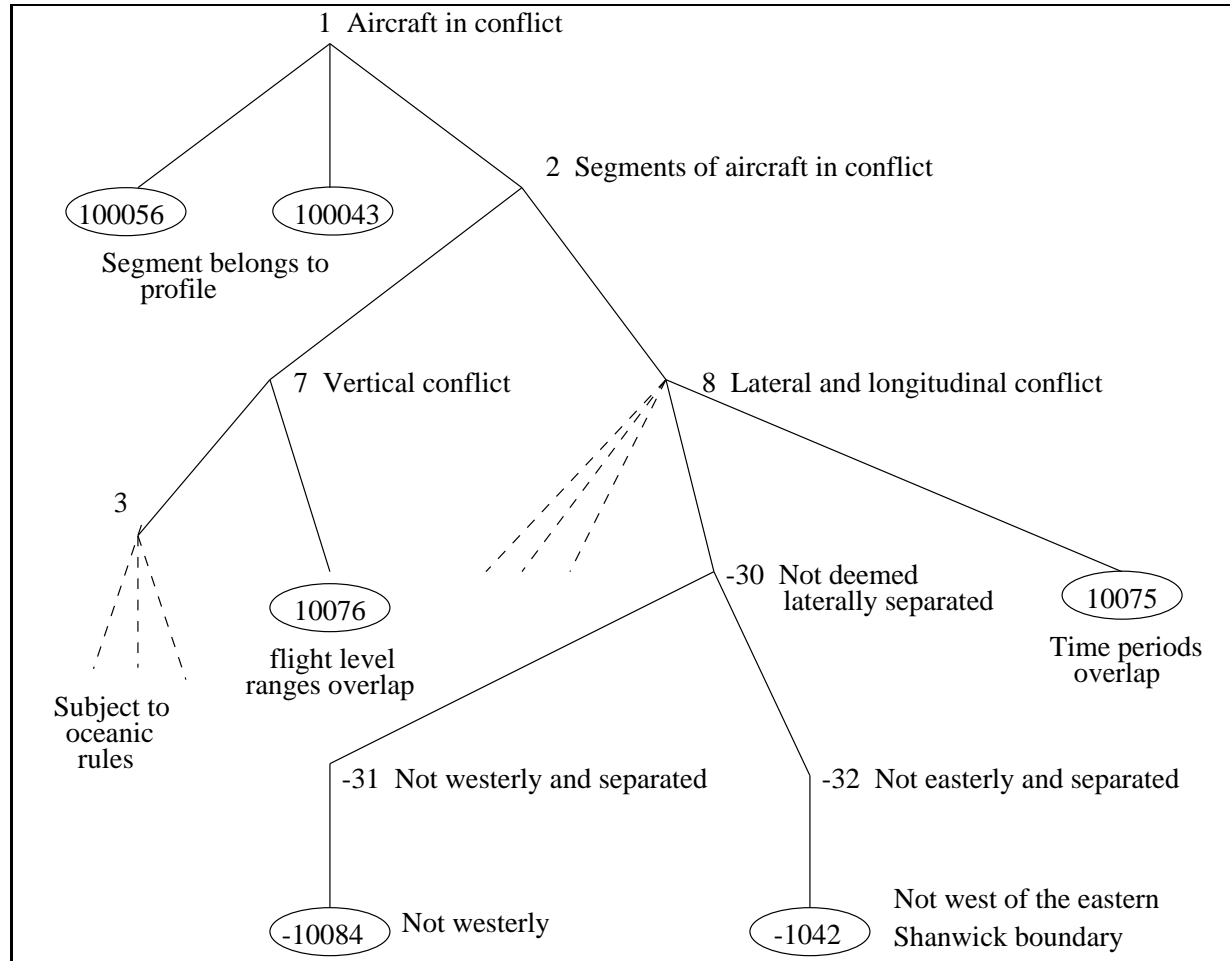 1 Aircraft in conflict
2 Segments of aircraft in conflict
100056
100043
Segment belongs to
profile
7 Vertical conflict
8 Lateral and longitudinal conflict
3
-30 Not deemed
laterally separated
10076
10075
flight level
ranges overlap
Time periods
overlap
Subject to
oceanic
rules
-31 Not westerly and separated
-32 Not easterly and separated
-10084
Not westerly
-1042
Not west of the eastern
Shanwick boundary